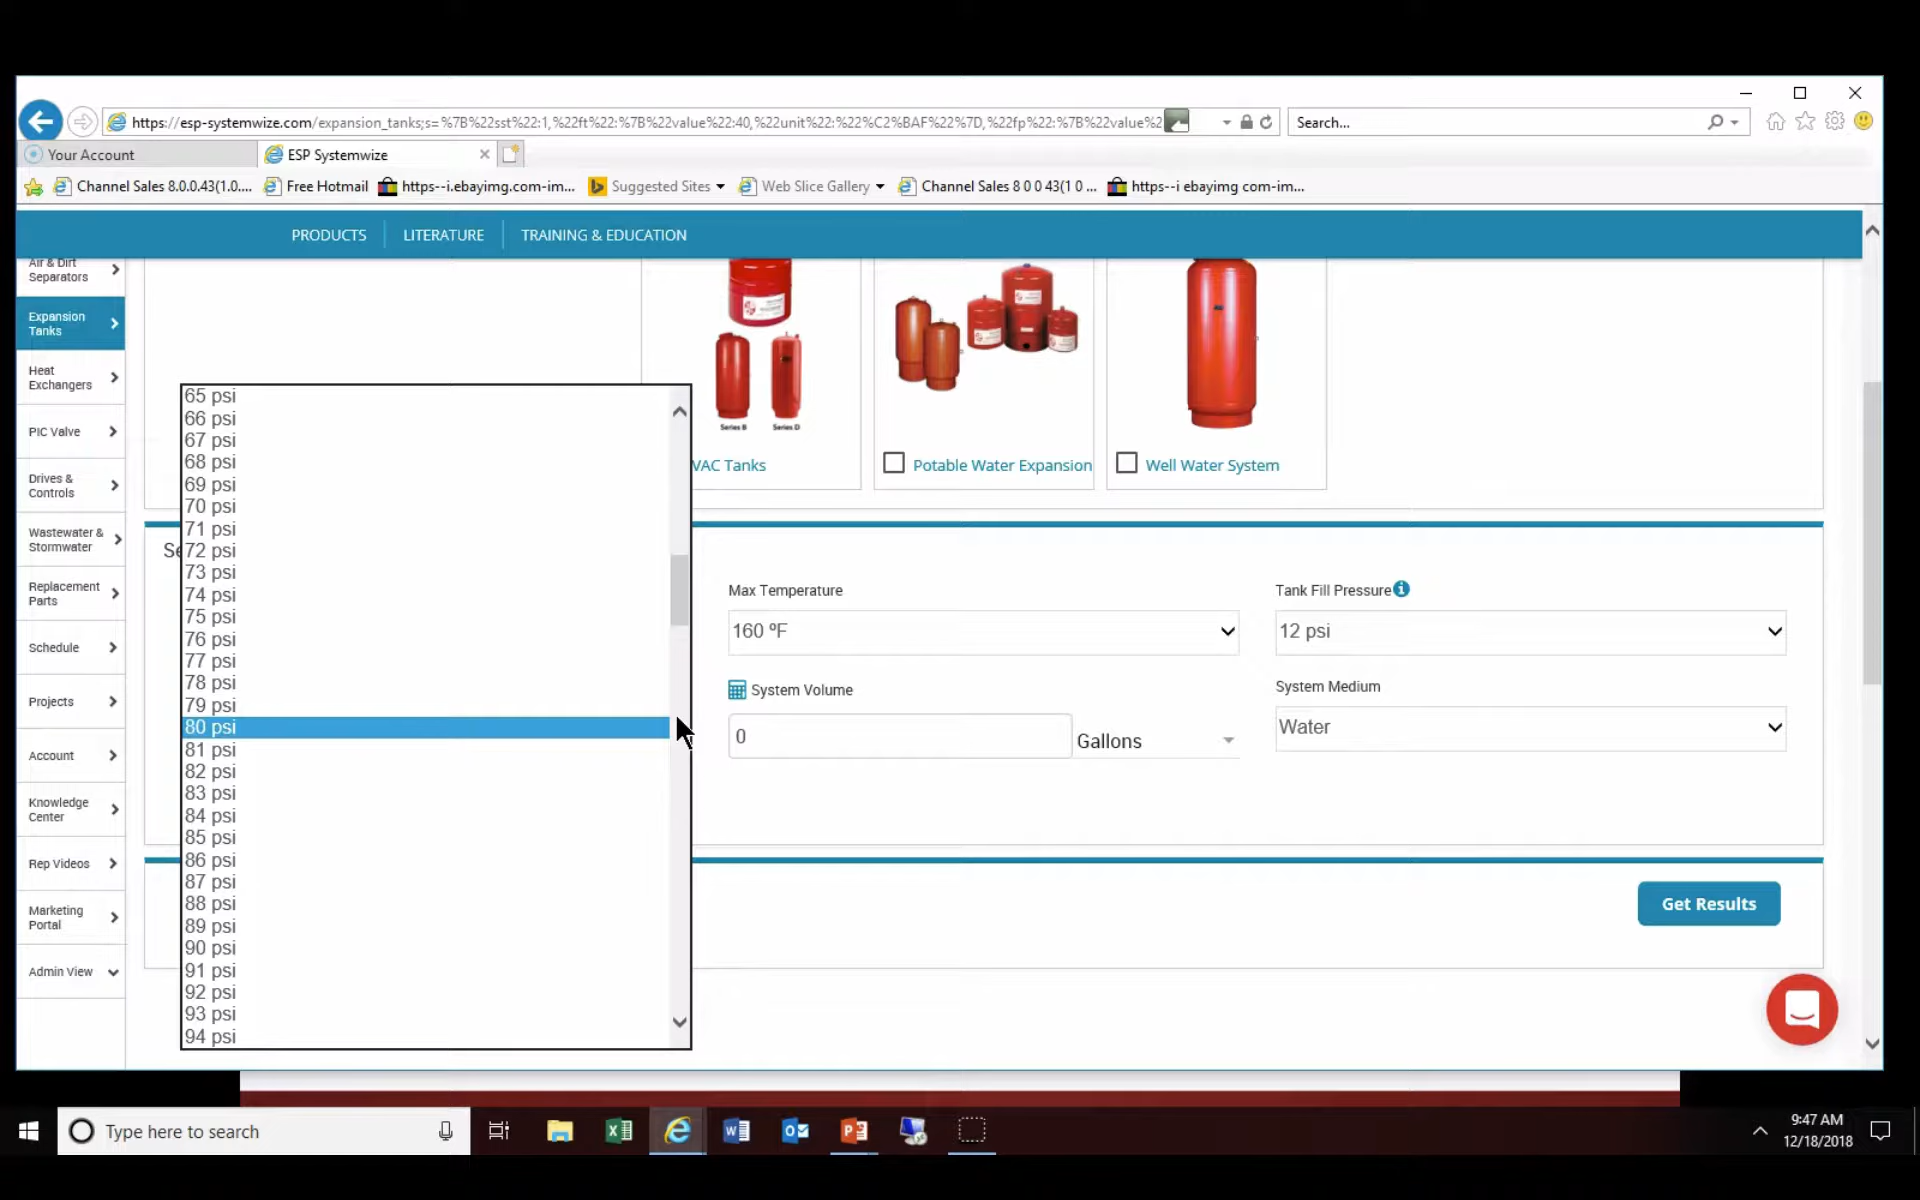 https://esp-systemwize.com/expansion_tanks;s=%7B%22sst%22:1,%22ft%22:%7B%22value%22:40,%22unit%22:%22%C2%BAF%22%7D,%22fp%22:%7B%22value%2
Search...
Your Account
ESP Systemwize
Channel Sales 8.0.0.43(1.0....
Free Hotmail
https--i.ebayimg.com-im...
Suggested Sites
Web Slice Gallery
Channel Sales 8 0 0 43(1 0 ...
https--i ebayimg com-im...
PRODUCTS
LITERATURE
TRAINING & EDUCATION
Air & Dirt
Separators
Expansion
Tanks
Heat
Exchangers
PIC Valve
Drives &
Controls
Wastewater &
Stormwater
Replacement
Parts
Schedule
Projects
Account
Knowledge
Center
Rep Videos
Marketing
Portal
Admin View
Series B
Series D
VAC Tanks
Potable Water Expansion
Well Water System
Se
65 psi
66 psi
67 psi
68 psi
69 psi
70 psi
71 psi
72 psi
73 psi
74 psi
75 psi
76 psi
77 psi
78 psi
79 psi
80 psi
81 psi
82 psi
83 psi
84 psi
85 psi
86 psi
87 psi
88 psi
89 psi
90 psi
91 psi
92 psi
93 psi
94 psi
Max Temperature
160 ºF
Tank Fill Pressure
12 psi
System Volume
0
Gallons
System Medium
Water
Get Results
Type here to search
9:47 AM
12/18/2018